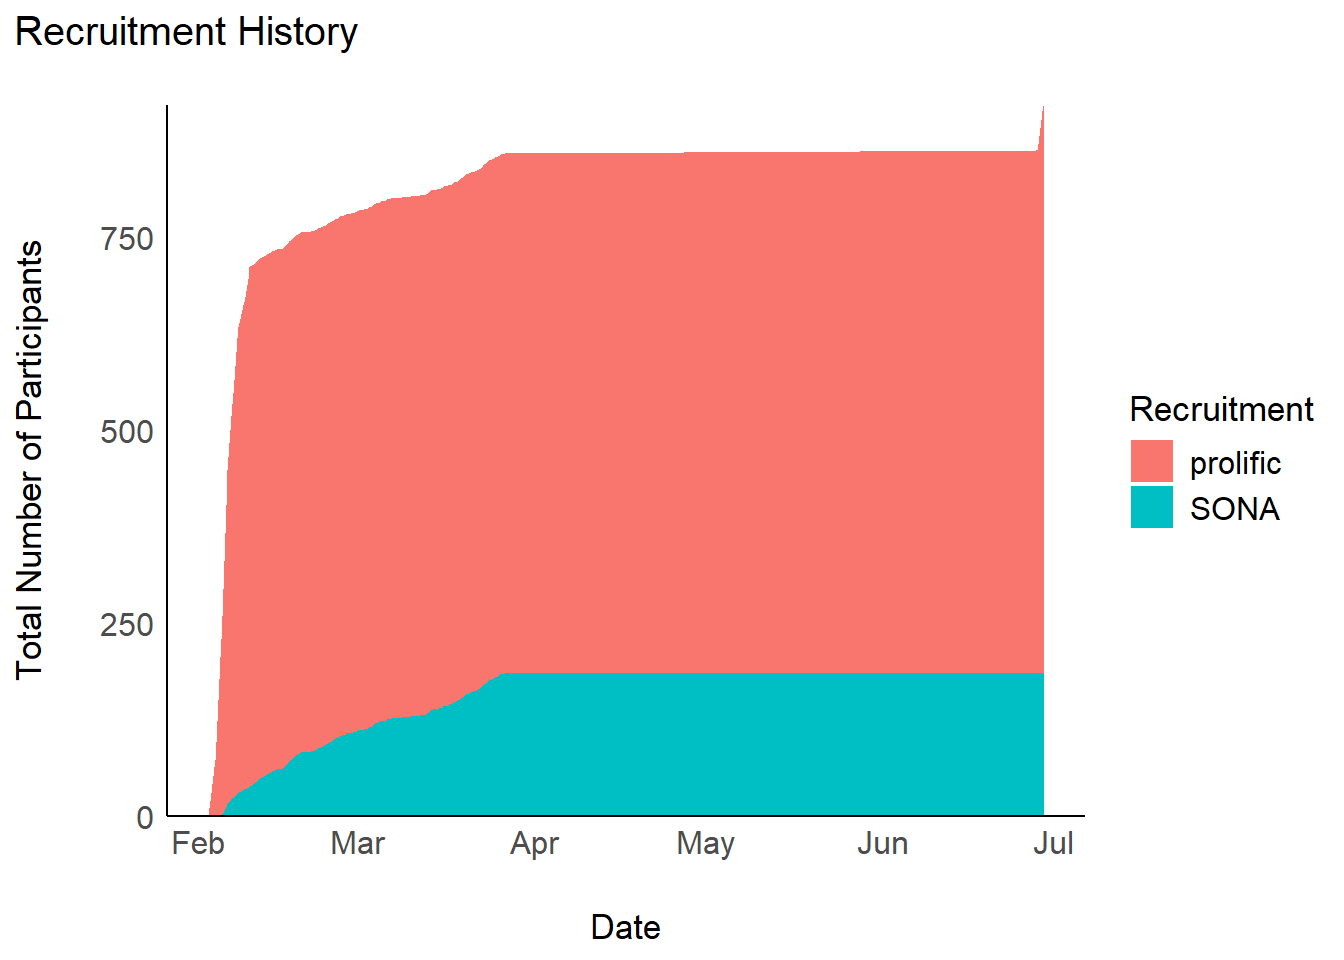 Recruitment History
Total Number of Participants
750
500
250
0
Feb Mar Apr May Jun Jul
Date
Recruitment
prolific
SONA